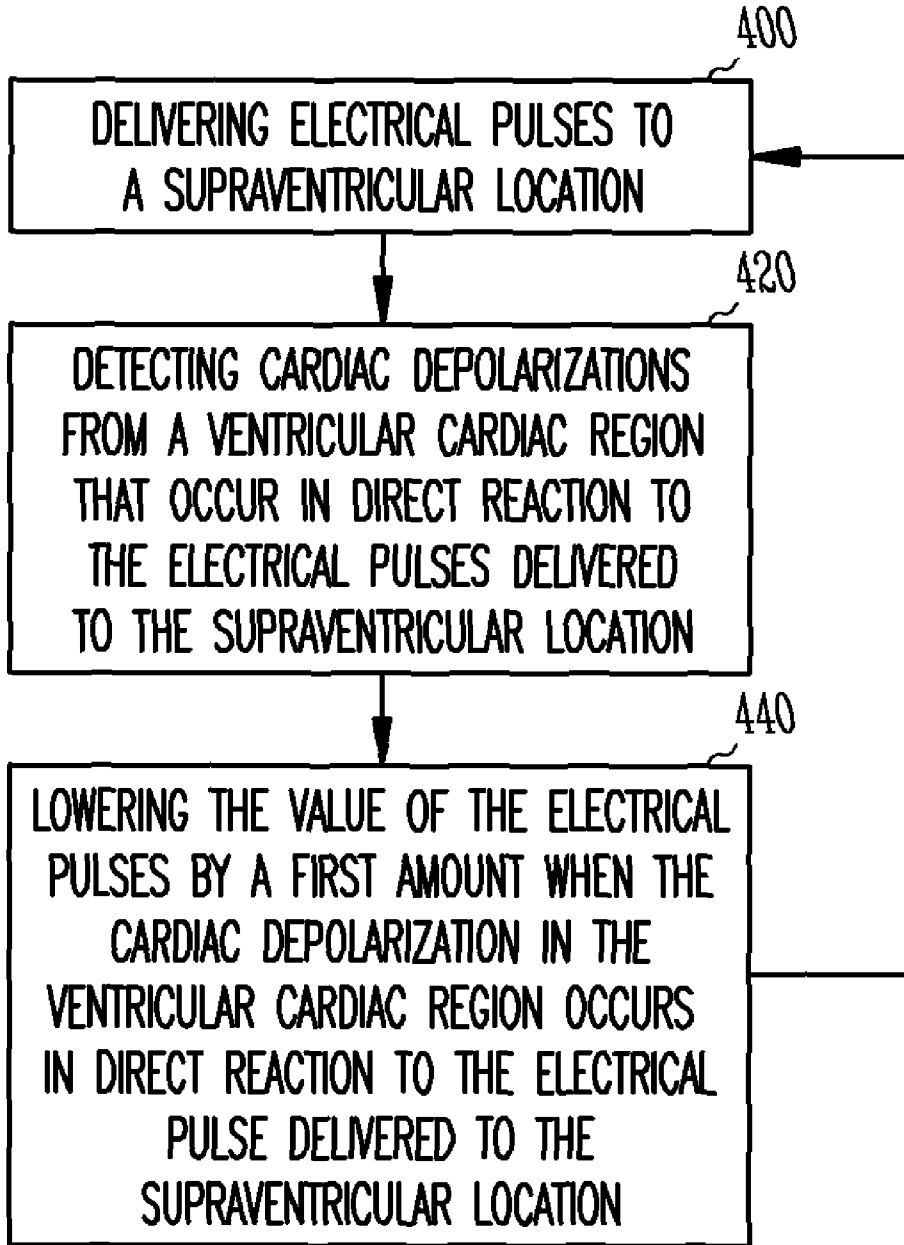 400
DELIVERING ELECTRICAL PULSES TO
A SUPRAVENTRICULAR LOCATION
420
DETECTING CARDIAC DEPOLARIZATIONS
FROM A VENTRICULAR CARDIAC REGION
THAT OCCUR IN DIRECT REACTION TO
THE ELECTRICAL PULSES DELIVERED
TO THE SUPRAVENTRICULAR LOCATION
440
LOWERING THE VALUE OF THE ELECTRICAL
PULSES BY A FIRST AMOUNT WHEN THE
CARDIAC DEPOLARIZATION IN THE
VENTRICULAR CARDIAC REGION OCCURS
IN DIRECT REACTION TO THE ELECTRICAL
PULSE DELIVERED TO THE
SUPRAVENTRICULAR LOCATION